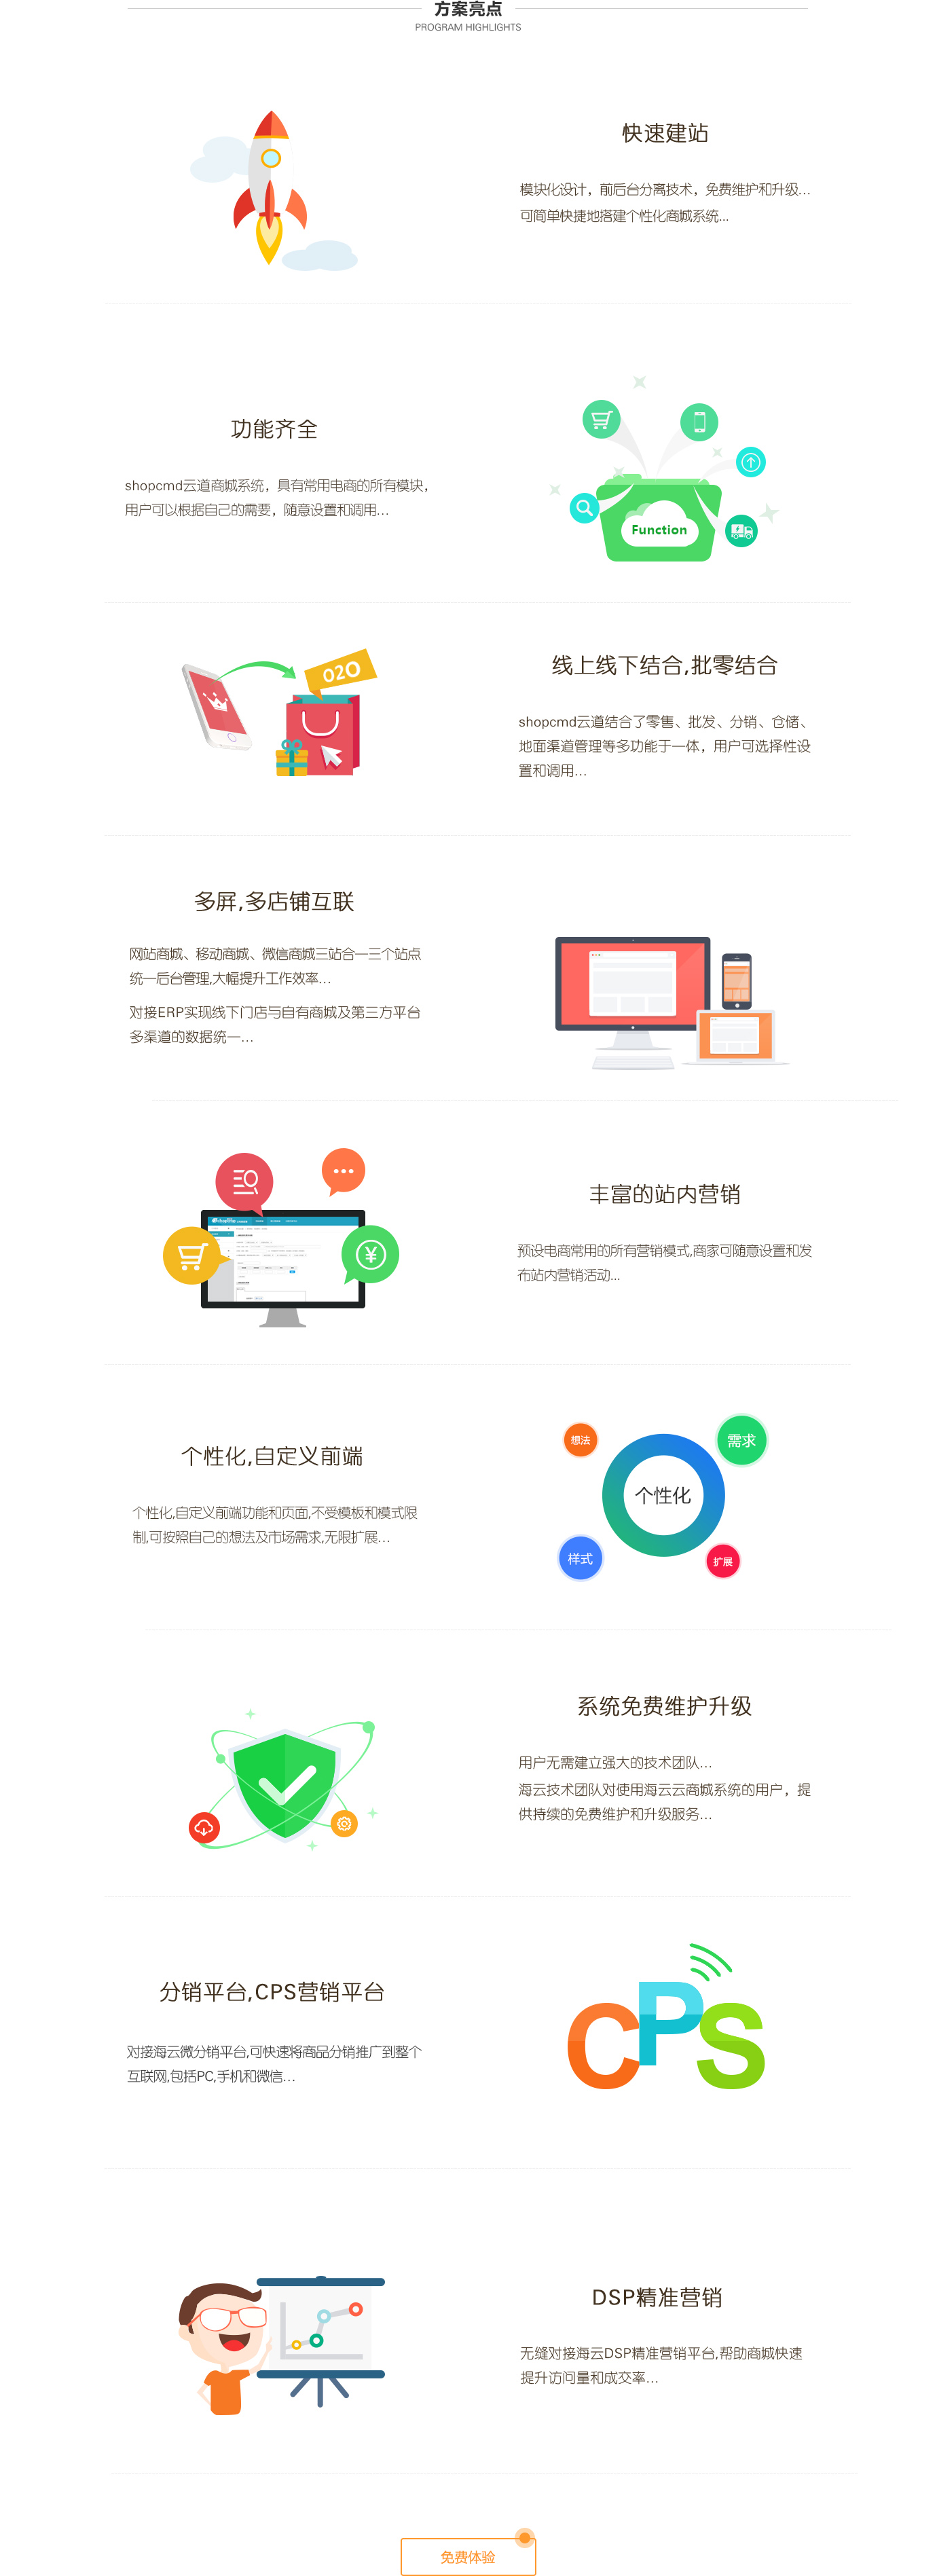 方案亮点
PROGRAM HIGHLIGHTS
快速建站
模块化设计，前后台分离技术，免费维护和升级...
可简单快捷地搭建个性化商城系统...
功能齐全
shopcmd云道商城系统，具有常用电商的所有模块，
用户可以根据自己的需要，随意设置和调用...
Function
O2O
线上线下结合,批零结合
shopcmd云道结合了零售、批发、分销、仓储、
地面渠道管理等多功能于一体，用户可选择性设
置和调用...
多屏,多店铺互联
网站商城、移动商城、微信商城三站合一三个站点
统一后台管理,大幅提升工作效率...
对接ERP实现线下门店与自有商城及第三方平台
多渠道的数据统一...
丰富的站内营销
预设电商常用的所有营销模式,商家可随意设置和发
布站内营销活动...
个性化,自定义前端
个性化,自定义前端功能和页面,不受模板和模式限
制,可按照自己的想法及市场需求,无限扩展...
想法
需求
个性化
样式
扩展
系统免费维护升级
用户无需建立强大的技术团队...
海云技术团队对使用海云云商城系统的用户，提
供持续的免费维护和升级服务...
分销平台,CPS营销平台
对接海云微分销平台,可快速将商品分销推广到整个
互联网,包括PC,手机和微信...
CPS
DSP精准营销
无缝对接海云DSP精准营销平台,帮助商城快速
提升访问量和成交率...
免费体验